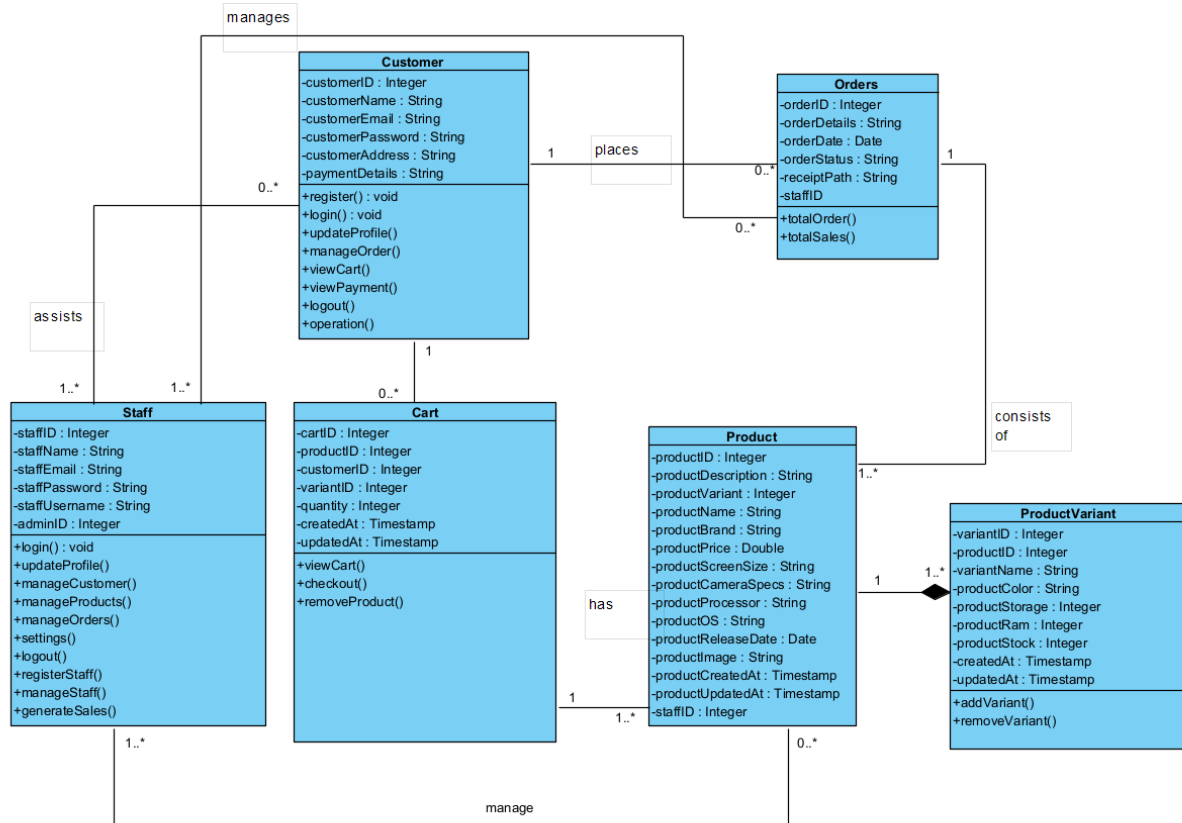 manages
Customer
-customerID : Integer
-customerName : String
-customerEmail : String
-customerPassword : String
-customerAddress : String
-paymentDetails : String
+register() : void
+login() : void
+updateProfile()
+manageOrder()
+viewCart()
+viewPayment()
+logout()
+operation()
Orders
-orderID : Integer
-orderDetails : String
-orderDate : Date
-orderStatus : String
-receiptPath : String
-staffID
+totalOrder()
+totalSales()
1
places
0..*
0..*
1
0..*
assists
1..*
1..*
1
0..*
consists
of
1..*
Staff
-staffID : Integer
-staffName : String
-staffEmail : String
-staffPassword : String
-staffUsername : String
-adminID : Integer
+login() : void
+updateProfile()
+manageCustomer()
+manageProducts()
+manageOrders()
+settings()
+logout()
+registerStaff()
+manageStaff()
+generateSales()
Cart
-cartID : Integer
-productID : Integer
-customerID : Integer
-variantID : Integer
-quantity : Integer
-createdAt : Timestamp
-updatedAt : Timestamp
+viewCart()
+checkout()
+removeProduct()
Product
-productID : Integer
-productDescription : String
-productVariant : Integer
-productName : String
-productBrand : String
-productPrice : Double
-productScreenSize : String
-productCameraSpecs : String
-productProcessor : String
-productOS : String
-productReleaseDate : Date
-productImage : String
-productCreatedAt : Timestamp
-productUpdatedAt : Timestamp
-staffID : Integer
ProductVariant
-variantID : Integer
-productID : Integer
-variantName : String
-productColor : String
-productStorage : Integer
-productRam : Integer
-productStock : Integer
-createdAt : Timestamp
-updatedAt : Timestamp
+addVariant()
+removeVariant()
1
1..*
has
1
1..*
1..*
0..*
manage